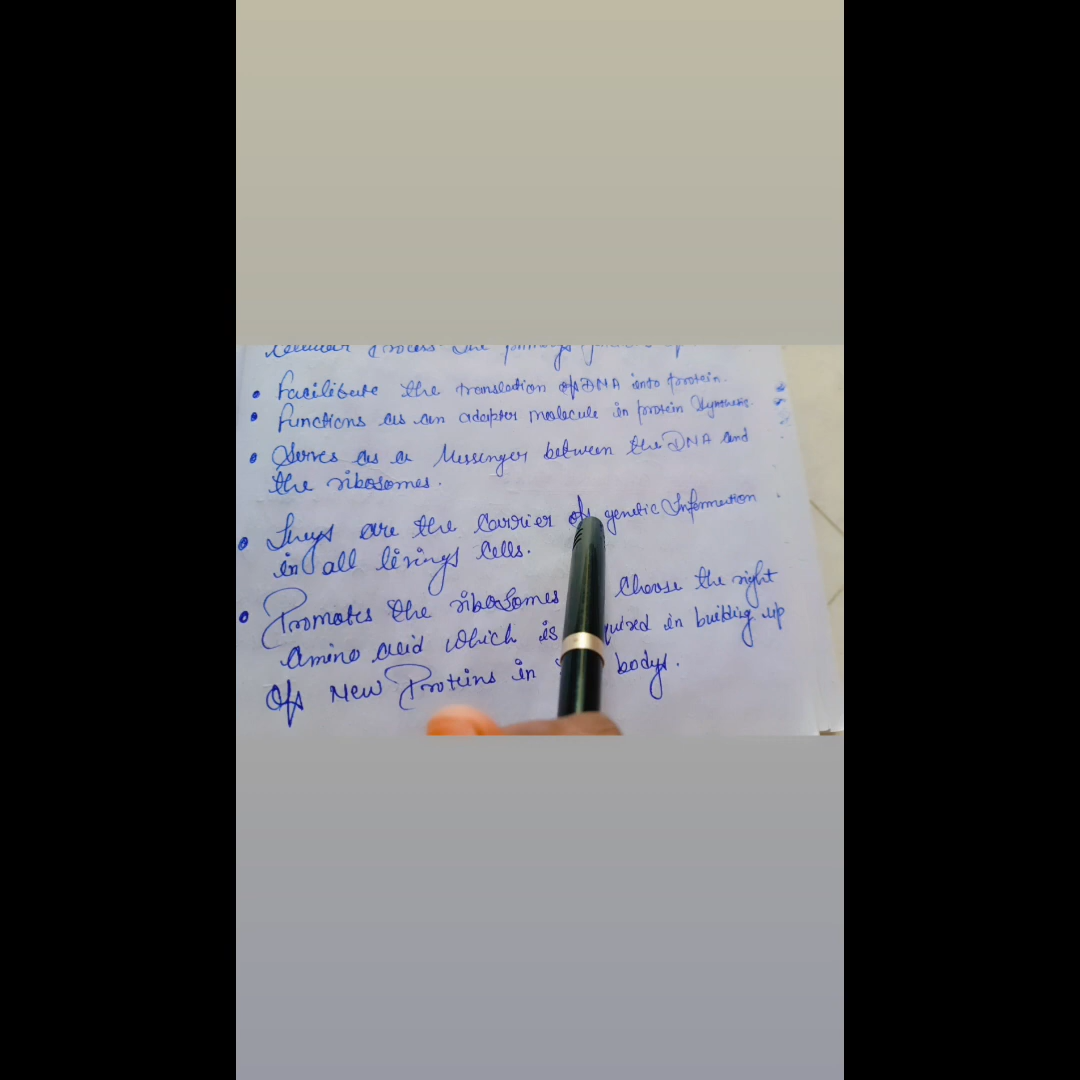 • Facilitate the translation of DNA into protein.
• Functions as an adapter molecule in protein synthesis.
• Serves as a Messenger between the DNA and
the ribosomes.
• They are the Carrier of genetic Information
in all living Cells.
• Promotes the ribosomes choose the right
amino acid which is in building up
Of New Proteins in body.